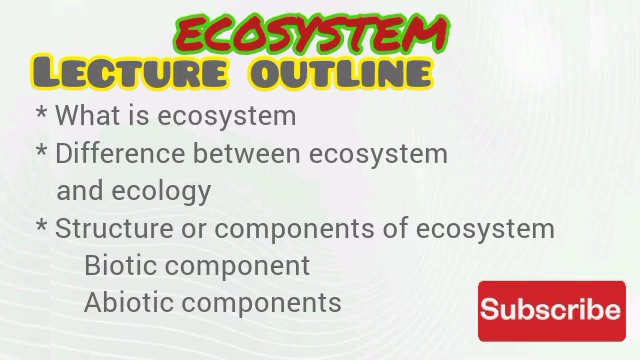 ECOSYSTEM
LECTURE OUTLINE
* What is ecosystem
* Difference between ecosystem
and ecology
* Structure or components of ecosystem
Biotic component
Abiotic components
Subscribe